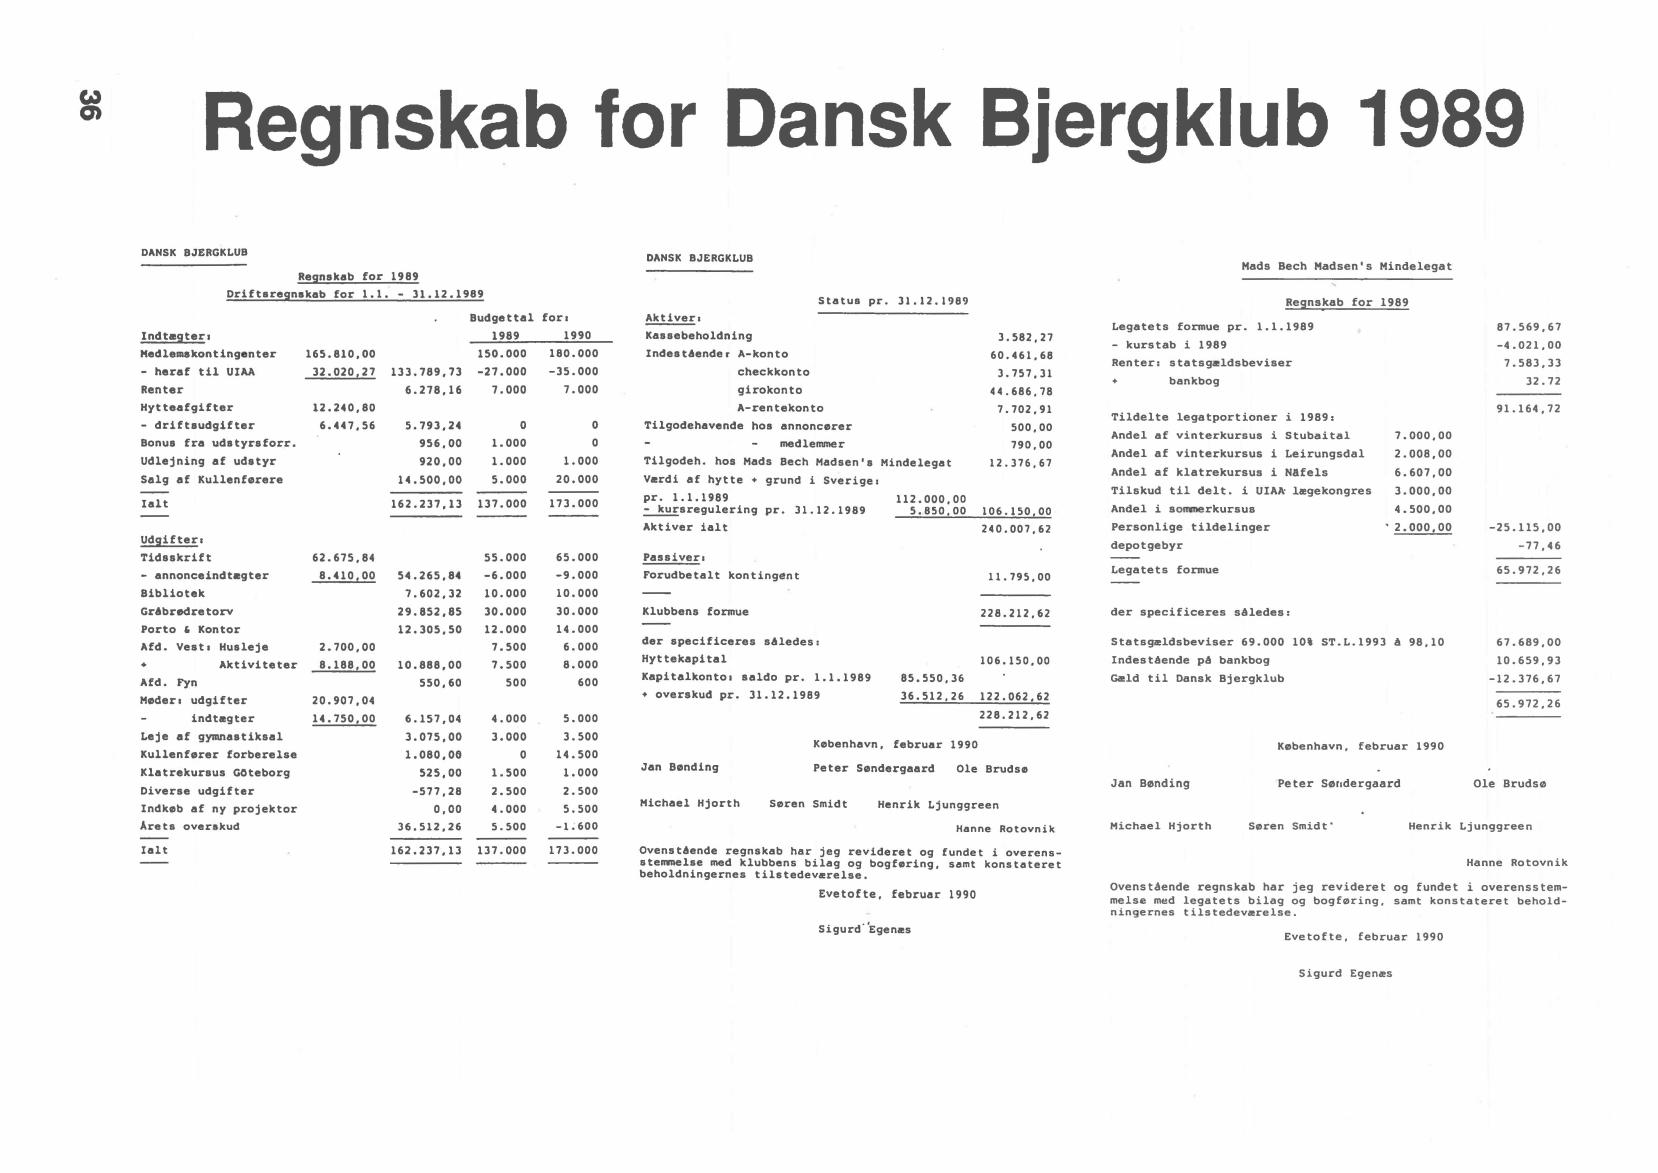 36
Regnskab for Dansk Bjergklub 1989
DANSK BJERGKLUB
Regnskab for 1989
Driftsregnskab for 1.1. - 31.12.1989
Budgettal for:
Indtægter: 1989 1990
Medlemskontingenter 165.810,00 150.000 180.000
- heraf til UIAA 32.020,27 133.789,73 -27.000 -35.000
Renter 6.278,16 7.000 7.000
Hytteafgifter 12.240,80
- driftsudgifter 6.447,56 5.793,24 0 0
Bonus fra udstyrsforr. 956,00 1.000 0
Udlejning af udstyr 920,00 1.000 1.000
Salg af Kullenførere 14.500,00 5.000 20.000
Ialt 162.237,13 137.000 173.000
Udgifter:
Tidsskrift 62.675,84 55.000 65.000
- annonceindtægter 8.410,00 54.265,84 -6.000 -9.000
Bibliotek 7.602,32 10.000 10.000
Gråbrødretorv 29.852,85 30.000 30.000
Porto & Kontor 12.305,50 12.000 14.000
Afd. Vest: Husleje 2.700,00 7.500 6.000
+ Aktiviteter 8.188,00 10.888,00 7.500 8.000
Afd. Fyn 550,60 500 600
Møder: udgifter 20.907,04
- indtægter 14.750,00 6.157,04 4.000 5.000
Leje af gymnastiksal 3.075,00 3.000 3.500
Kullenfører forberelse 1.080,00 0 14.500
Klatrekursus Göteborg 525,00 1.500 1.000
Diverse udgifter -577,28 2.500 2.500
Indkøb af ny projektor 0,00 4.000 5.500
Årets overskud 36.512,26 5.500 -1.600
Ialt 162.237,13 137.000 173.000
DANSK BJERGKLUB
Status pr. 31.12.1989
Aktiver:
Kassebeholdning 3.582,27
Indestående: A-konto 60.461,68
checkkonto 3.757,31
girokonto 44.686,78
A-rentekonto 7.702,91
Tilgodehavende hos annoncører 500,00
- - medlemmer 790,00
Tilgodeh. hos Mads Bech Madsen's Mindelegat 12.376,67
Værdi af hytte + grund i Sverige:
pr. 1.1.1989 112.000,00
- kursregulering pr. 31.12.1989 5.850,00 106.150,00
Aktiver ialt 240.007,62
Passiver:
Forudbetalt kontingent 11.795,00
Klubbens formue 228.212,62
der specificeres således:
Hyttekapital 106.150,00
Kapitalkonto: saldo pr. 1.1.1989 85.550,36
+ overskud pr. 31.12.1989 36.512,26 122.062,62
228.212,62
København, februar 1990
Jan Bønding Peter Søndergaard Ole Brudsø
Michael Hjorth Søren Smidt Henrik Ljunggreen
Hanne Rotovnik
Ovenstående regnskab har jeg revideret og fundet i overens-
stemmelse med klubbens bilag og bogføring, samt konstateret
beholdningernes tilstedeværelse.
Evetofte, februar 1990
Sigurd Egenæs
Mads Bech Madsen's Mindelegat
Regnskab for 1989
Legatets formue pr. 1.1.1989 87.569,67
- kurstab i 1989 -4.021,00
Renter: statsgældsbeviser 7.583,33
+ bankbog 32.72
91.164,72
Tildelte legatportioner i 1989:
Andel af vinterkursus i Stubaital 7.000,00
Andel af vinterkursus i Leirungsdal 2.008,00
Andel af klatrekursus i Näfels 6.607,00
Tilskud til delt. i UIAA lægekongres 3.000,00
Andel i sommerkursus 4.500,00
Personlige tildelinger 2.000,00 -25.115,00
depotgebyr -77,46
Legatets formue 65.972,26
der specificeres således:
Statsgældsbeviser 69.000 10% ST.L.1993 à 98,10 67.689,00
Indestående på bankbog 10.659,93
Gæld til Dansk Bjergklub -12.376,67
65.972,26
København, februar 1990
Jan Bønding Peter Søndergaard Ole Brudsø
Michael Hjorth Søren Smidt Henrik Ljunggreen
Hanne Rotovnik
Ovenstående regnskab har jeg revideret og fundet i overensstem-
melse med legatets bilag og bogføring, samt konstateret behold-
ningernes tilstedeværelse.
Evetofte, februar 1990
Sigurd Egenæs